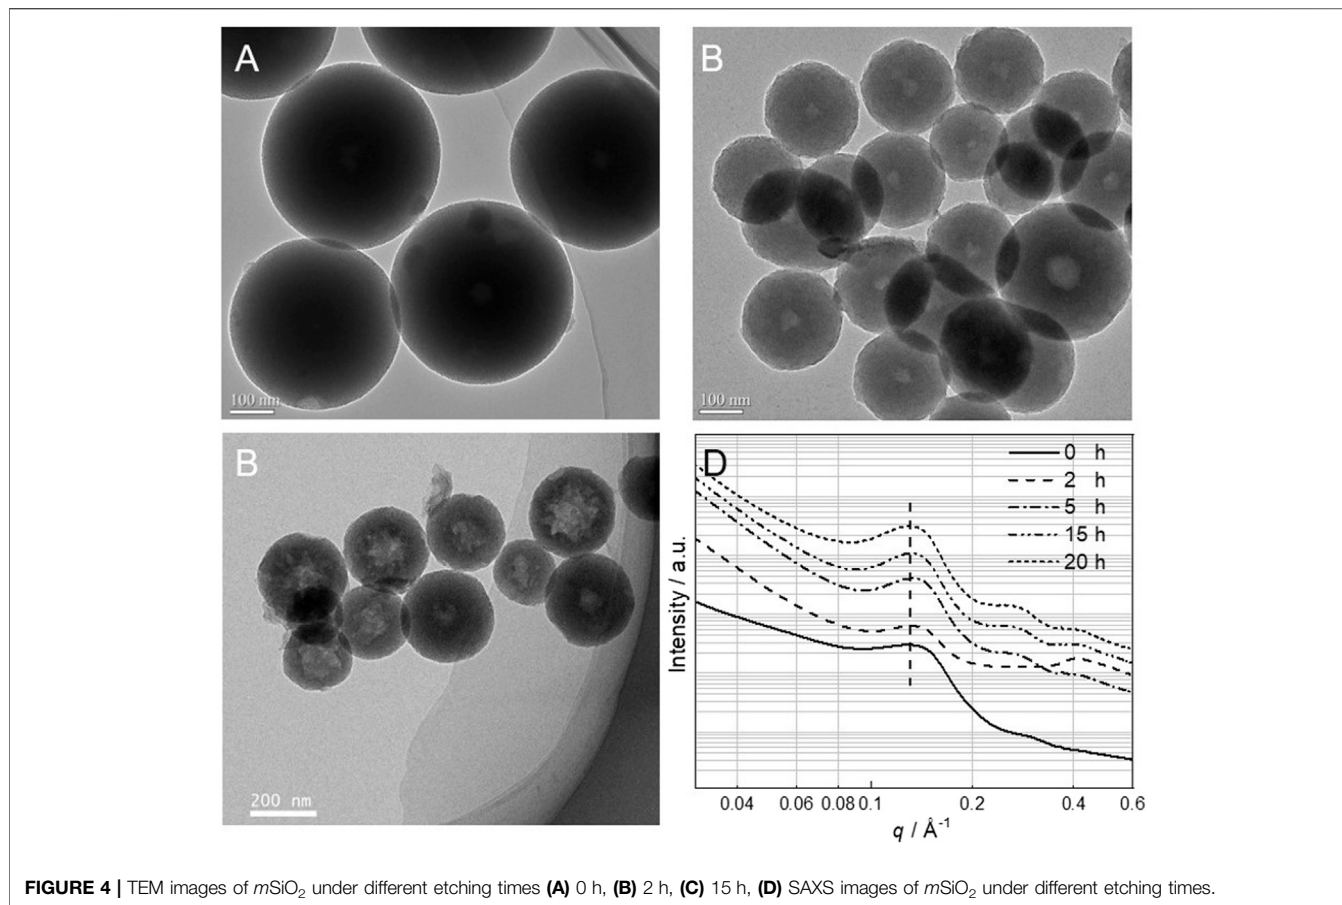 A
100 nm
B
100 nm
B
200 nm
D
0 h
2 h
5 h
15 h
20 h
Intensity / a.u.
0.04 0.06 0.08 0.1 0.2 0.4 0.6
q / Å⁻¹
FIGURE 4 | TEM images of mSiO₂ under different etching times (A) 0 h, (B) 2 h, (C) 15 h, (D) SAXS images of mSiO₂ under different etching times.